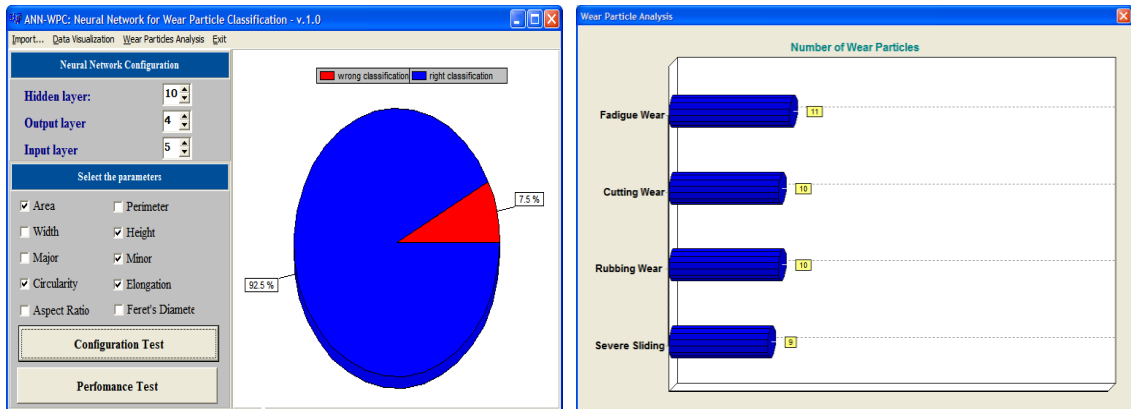 ANN-WPC: Neural Network for Wear Particle Classification - v.1.0
Import... Data Visualization Wear Particles Analysis Exit
Neural Network Configuration
Hidden layer: 10
Output layer 4
Input layer 5
Select the parameters
Area Perimeter
Width Height
Major Minor
Circularity Elongation
Aspect Ratio Feret's Diamete
Configuration Test
Perfomance Test
wrong classification right classification
7.5 %
92.5 %
Wear Particle Analysis
Number of Wear Particles
Fadigue Wear 11
Cutting Wear 10
Rubbing Wear 10
Severe Sliding 9